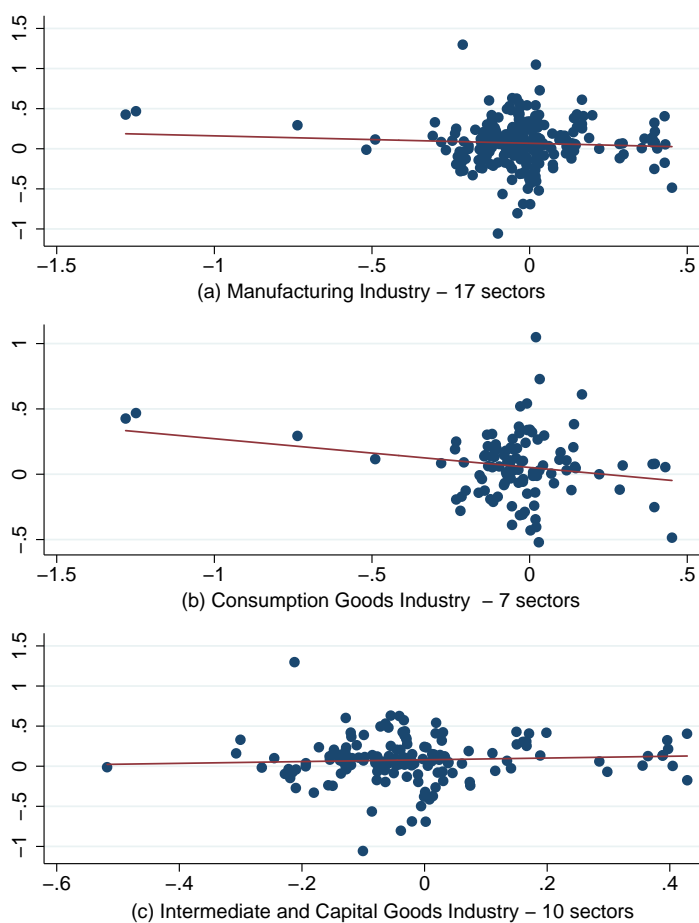 1.5
1
.5
0
−.5
−1
−1.5 −1 −.5 0 .5
(a) Manufacturing Industry − 17 sectors
1
.5
0
−.5
−1.5 −1 −.5 0 .5
(b) Consumption Goods Industry − 7 sectors
1.5
1
.5
0
−.5
−1
−.6 −.4 −.2 0 .2 .4
(c) Intermediate and Capital Goods Industry − 10 sectors